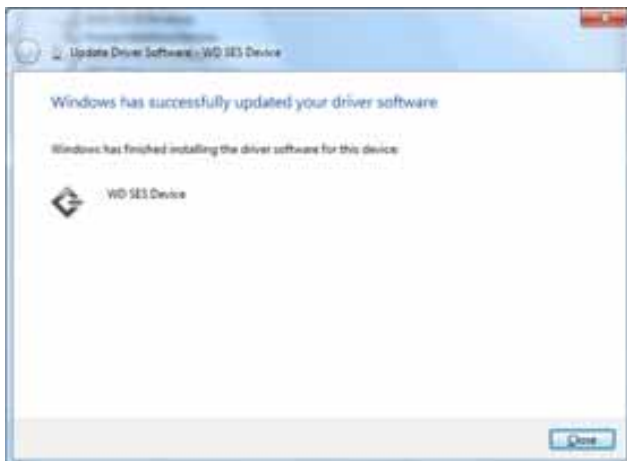 Update Driver Software - WD SES Device
Windows has successfully updated your driver software
Windows has finished installing the driver software for this device:
WD SES Device
Close